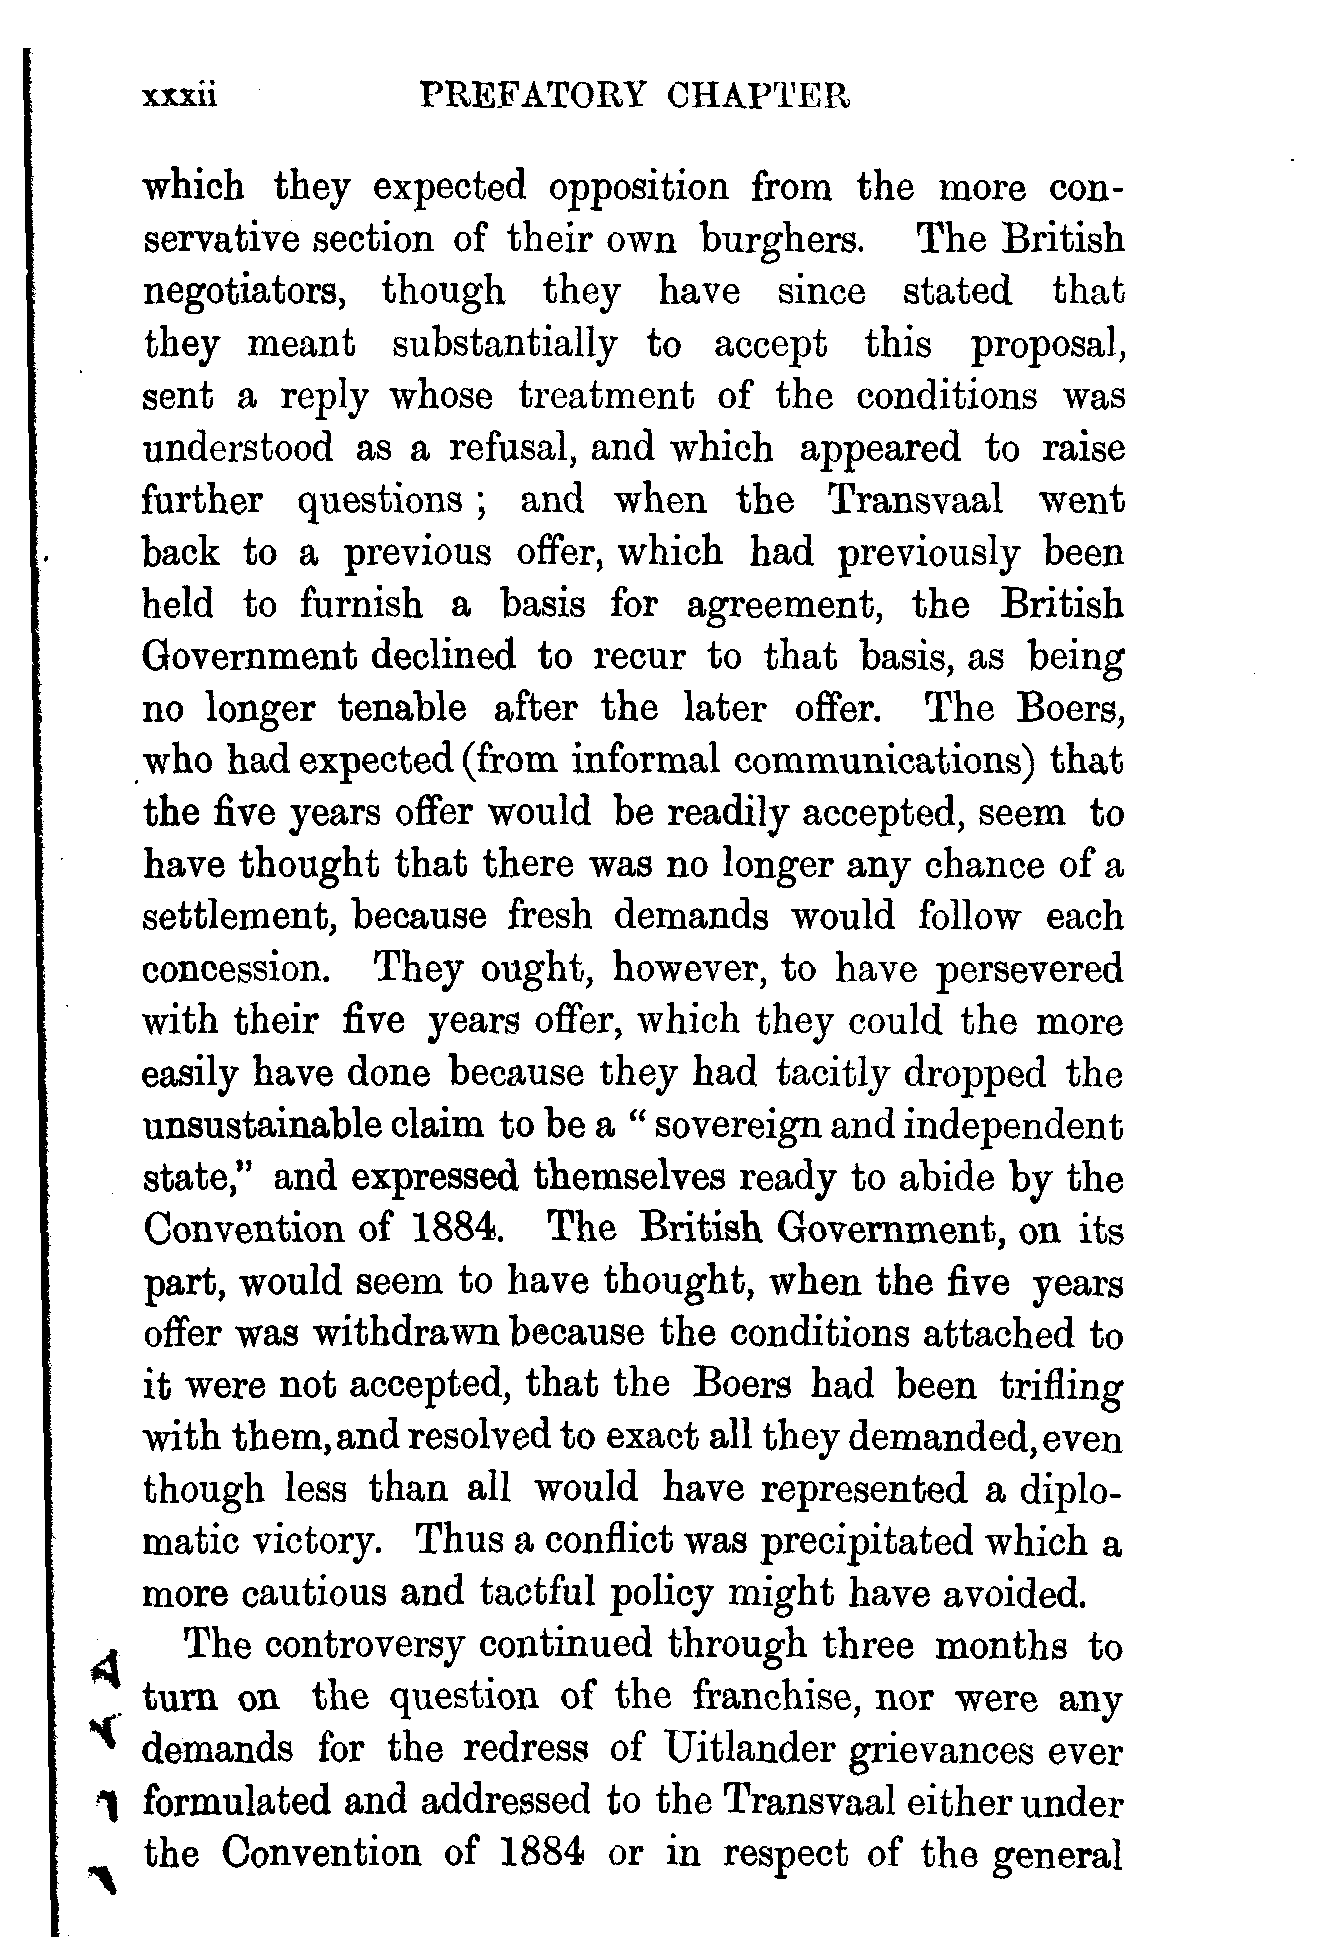 xxxii PREFATORY CHAPTER
which they expected opposition from the more con-
servative section of their own burghers. The British
negotiators, though they have since stated that
they meant substantially to accept this proposal,
sent a reply whose treatment of the conditions was
understood as a refusal, and which appeared to raise
further questions ; and when the Transvaal went
back to a previous offer, which had previously been
held to furnish a basis for agreement, the British
Government declined to recur to that basis, as being
no longer tenable after the later offer. The Boers,
who had expected (from informal communications) that
the five years offer would be readily accepted, seem to
have thought that there was no longer any chance of a
settlement, because fresh demands would follow each
concession. They ought, however, to have persevered
with their five years offer, which they could the more
easily have done because they had tacitly dropped the
unsustainable claim to be a “ sovereign and independent
state,” and expressed themselves ready to abide by the
Convention of 1884. The British Government, on its
part, would seem to have thought, when the five years
offer was withdrawn because the conditions attached to
it were not accepted, that the Boers had been trifling
with them, and resolved to exact all they demanded, even
though less than all would have represented a diplo-
matic victory. Thus a conflict was precipitated which a
more cautious and tactful policy might have avoided.
The controversy continued through three months to
turn on the question of the franchise, nor were any
demands for the redress of Uitlander grievances ever
formulated and addressed to the Transvaal either under
the Convention of 1884 or in respect of the general